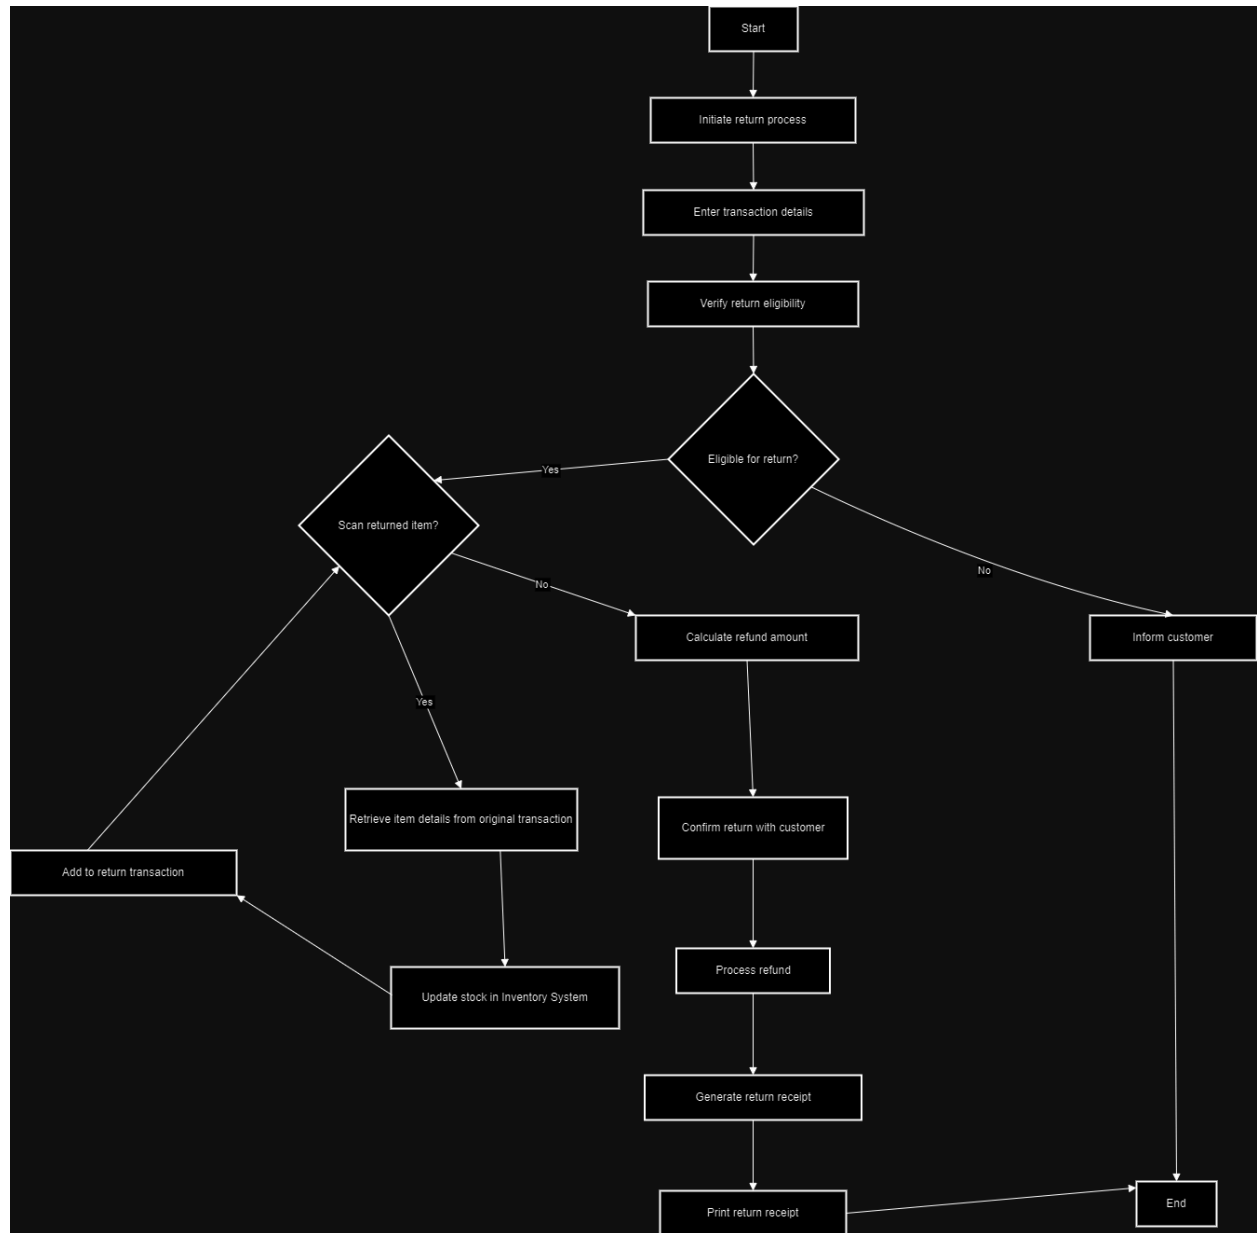 Start
Initiate return process
Enter transaction details
Verify return eligibility
Eligible for return?
Yes
Scan returned item?
No
No
Calculate refund amount
Inform customer
Yes
Retrieve item details from original transaction
Confirm return with customer
Add to return transaction
Process refund
Update stock in Inventory System
Generate return receipt
Print return receipt
End